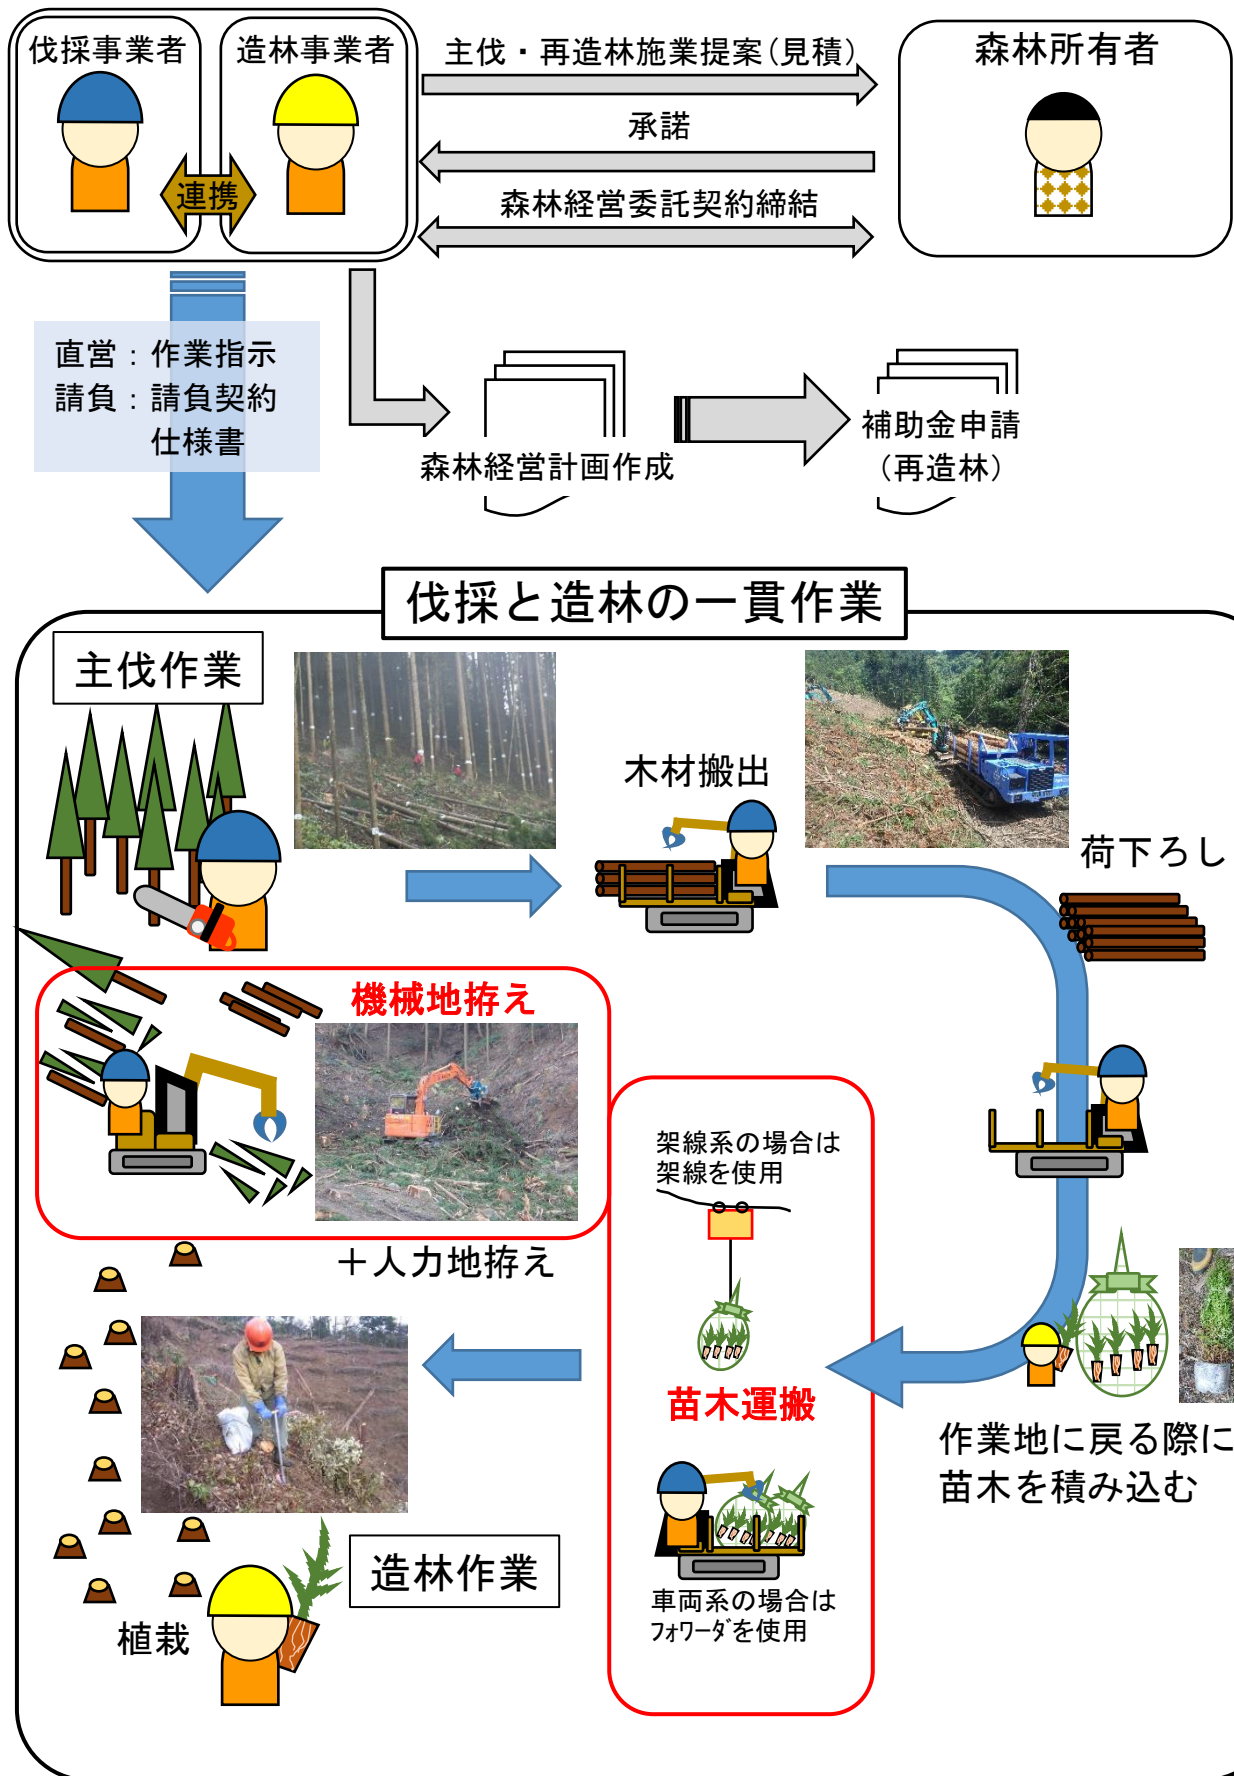 伐採事業者
造林事業者
連携
主伐・再造林施業提案(見積)
承諾
森林経営委託契約締結
森林所有者
直営：作業指示
請負：請負契約
仕様書
森林経営計画作成
補助金申請
（再造林）
伐採と造林の一貫作業
主伐作業
木材搬出
荷下ろし
機械地拵え
＋人力地拵え
架線系の場合は
架線を使用
苗木運搬
車両系の場合は
フォワーダを使用
作業地に戻る際に
苗木を積み込む
造林作業
植栽